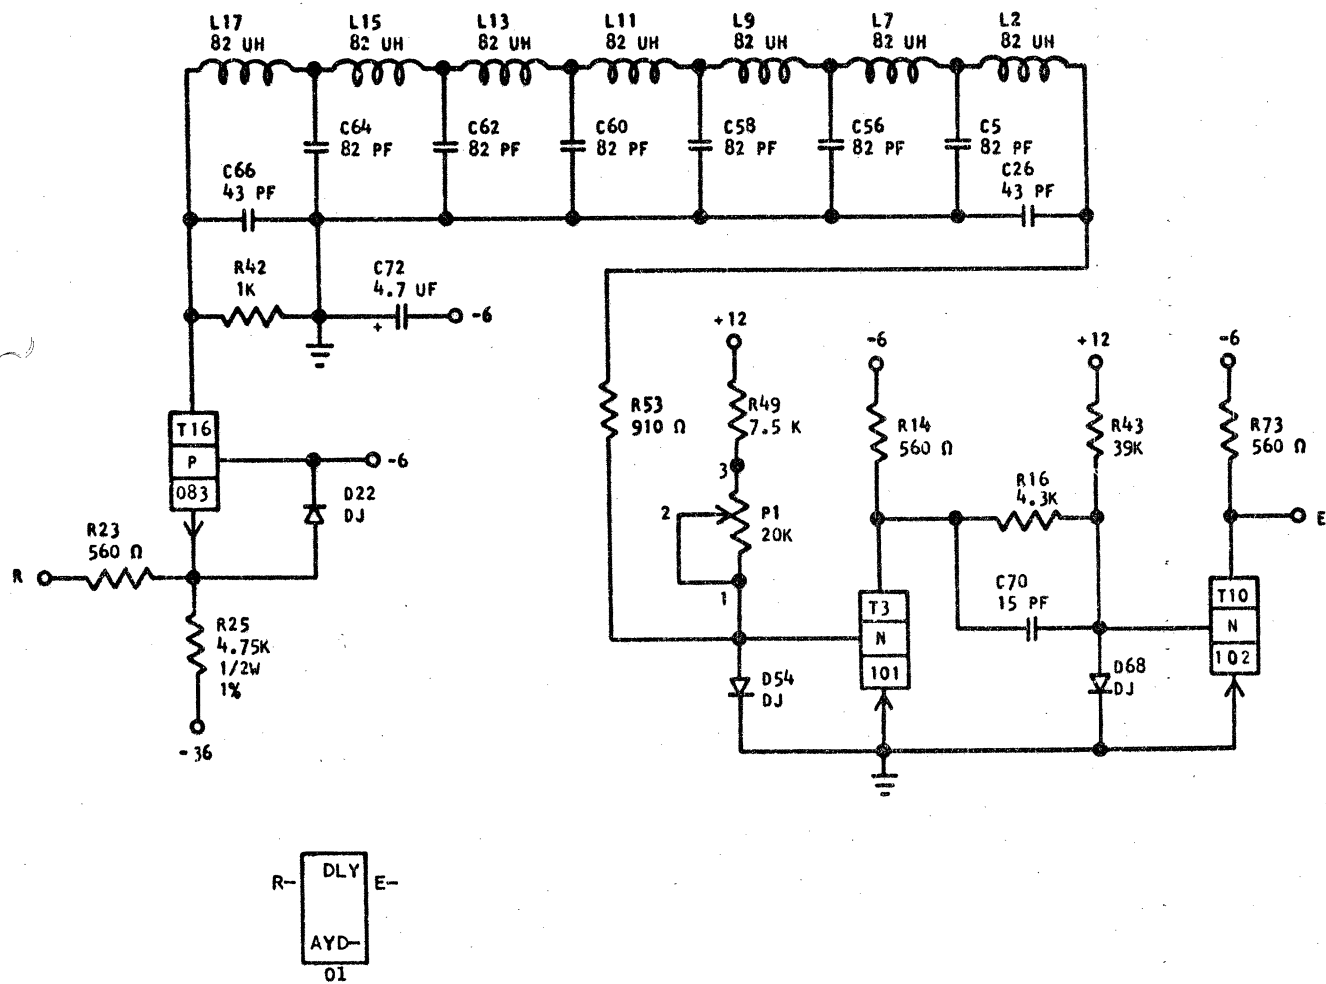 L17
82 UH
L15
82 UH
L13
82 UH
L11
82 UH
L9
82 UH
L7
82 UH
L2
82 UH
C64
82 PF
C62
82 PF
C60
82 PF
C58
82 PF
C56
82 PF
C5
82 PF
C66
43 PF
C26
43 PF
R42
1K
C72
4.7 UF
+
-6
+12
-6
+12
-6
T16
P
083
-6
R53
910 Ω
R49
7.5 K
R14
560 Ω
R43
39K
R73
560 Ω
3
D22
DJ
2
P1
20K
R16
4.3K
E
R23
560 Ω
R
1
C70
15 PF
T3
N
101
T10
N
102
R25
4.75K
1/2W
1%
D54
DJ
D68
DJ
-36
R-
DLY
E-
AYD-
01